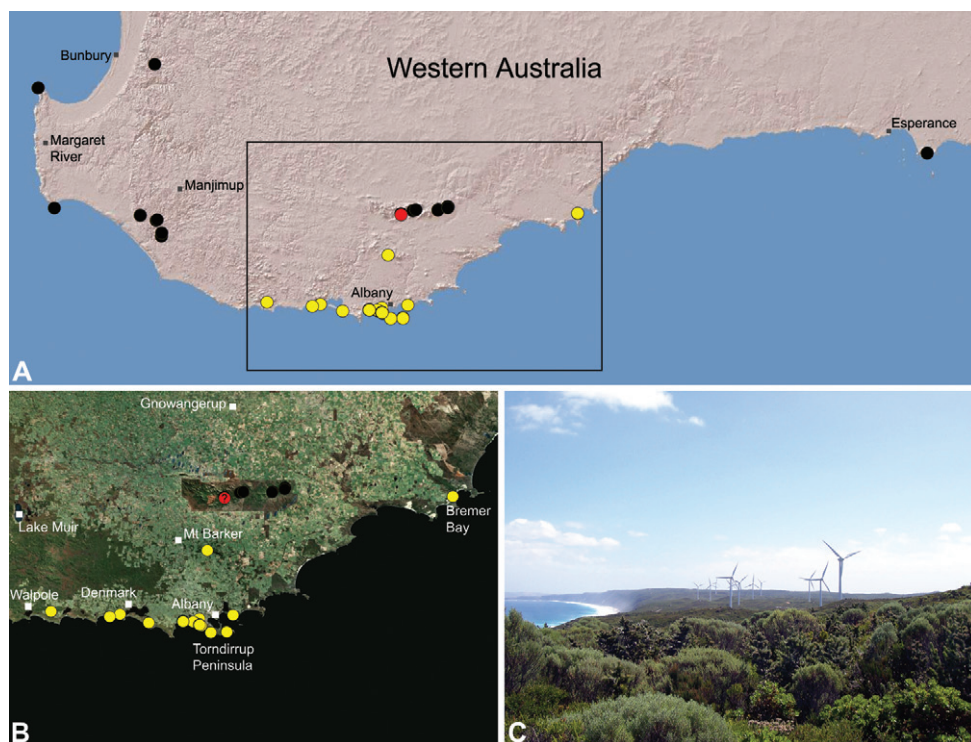 Bunbury
Western Australia
Esperance
Margaret
River
Manjimup
Albany
A
Gnowangerup
?
Lake Muir
Mt Barker
Bremer
Bay
Walpole
Denmark
Albany
Torndirrup
Peninsula
B
C